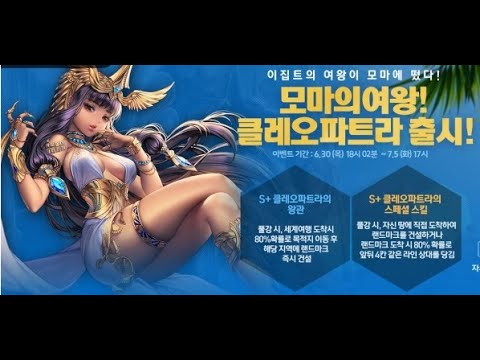 이집트의 여왕이 모마에 떴다!
모마의여왕!
클레오파트라 출시!
이벤트 기간 : 6.30 (목) 18시 02분 ~ 7.5 (화) 17시
S+ 클레오파트라의
왕관
풀강 시, 세계여행 도착시
80%확률로 목적지 이동 후
해당 지역에 랜드마크
즉시 건설
S+ 클레오파트라의
스페셜 스킬
풀강 시, 자신 땅에 직접 도착하여
랜드마크를 건설하거나
랜드마크 도착 시 80% 확률로
앞뒤 4칸 같은 라인 상대를 당김
자